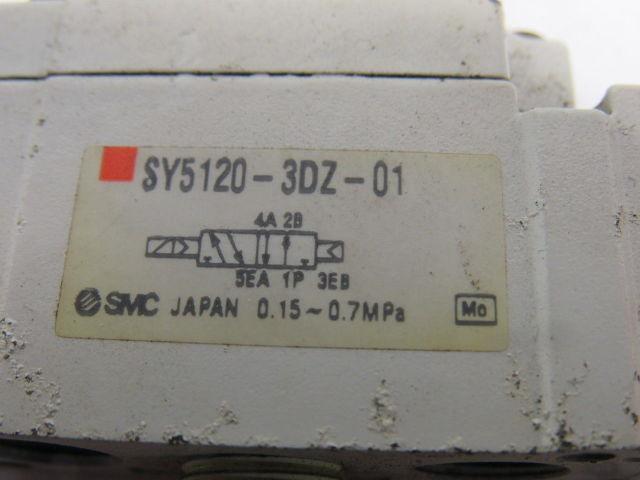 SY5120-3DZ-01
4A 2B
5EA 1P 3EB
SMC JAPAN 0.15~0.7MPa Mo